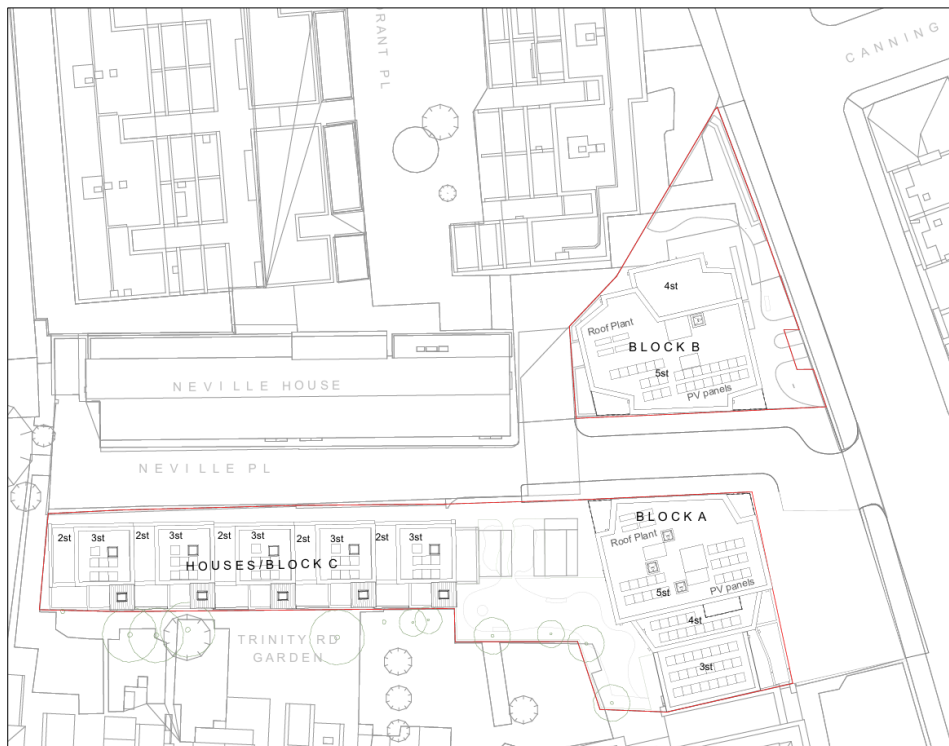 RANT PL
CANNING
4st
Roof Plant
BLOCK B
5st
PV panels
NEVILLE HOUSE
NEVILLE PL
BLOCK A
Roof Plant
5st
PV panels
4st
3st
2st 3st 2st 3st 2st 3st 2st 3st 2st 3st
HOUSES/BLOCK C
TRINITY RD
GARDEN